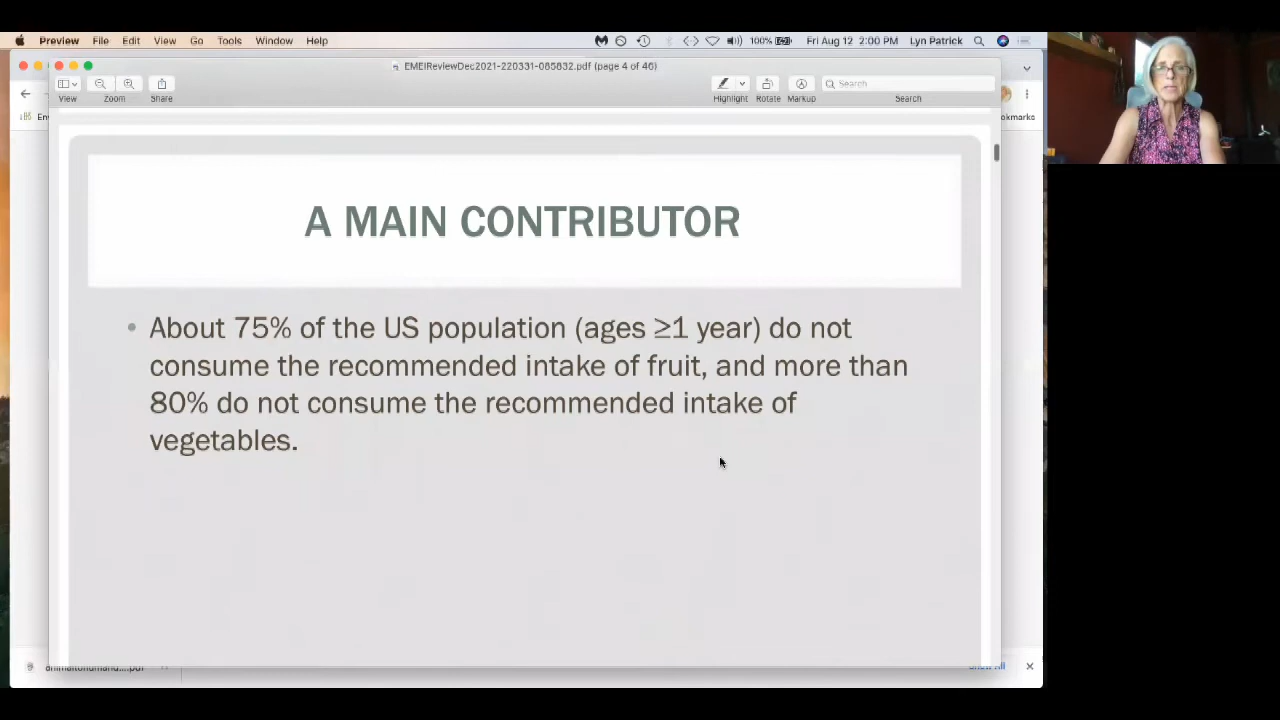 Preview File Edit View Go Tools Window Help 100% Fri Aug 12 2:00 PM Lyn Patrick
EMEIReviewDec2021-220331-085832.pdf (page 4 of 46)
View Zoom Share Highlight Rotate Markup Search
Search
okmarks
A MAIN CONTRIBUTOR
• About 75% of the US population (ages ≥1 year) do not
consume the recommended intake of fruit, and more than
80% do not consume the recommended intake of
vegetables.